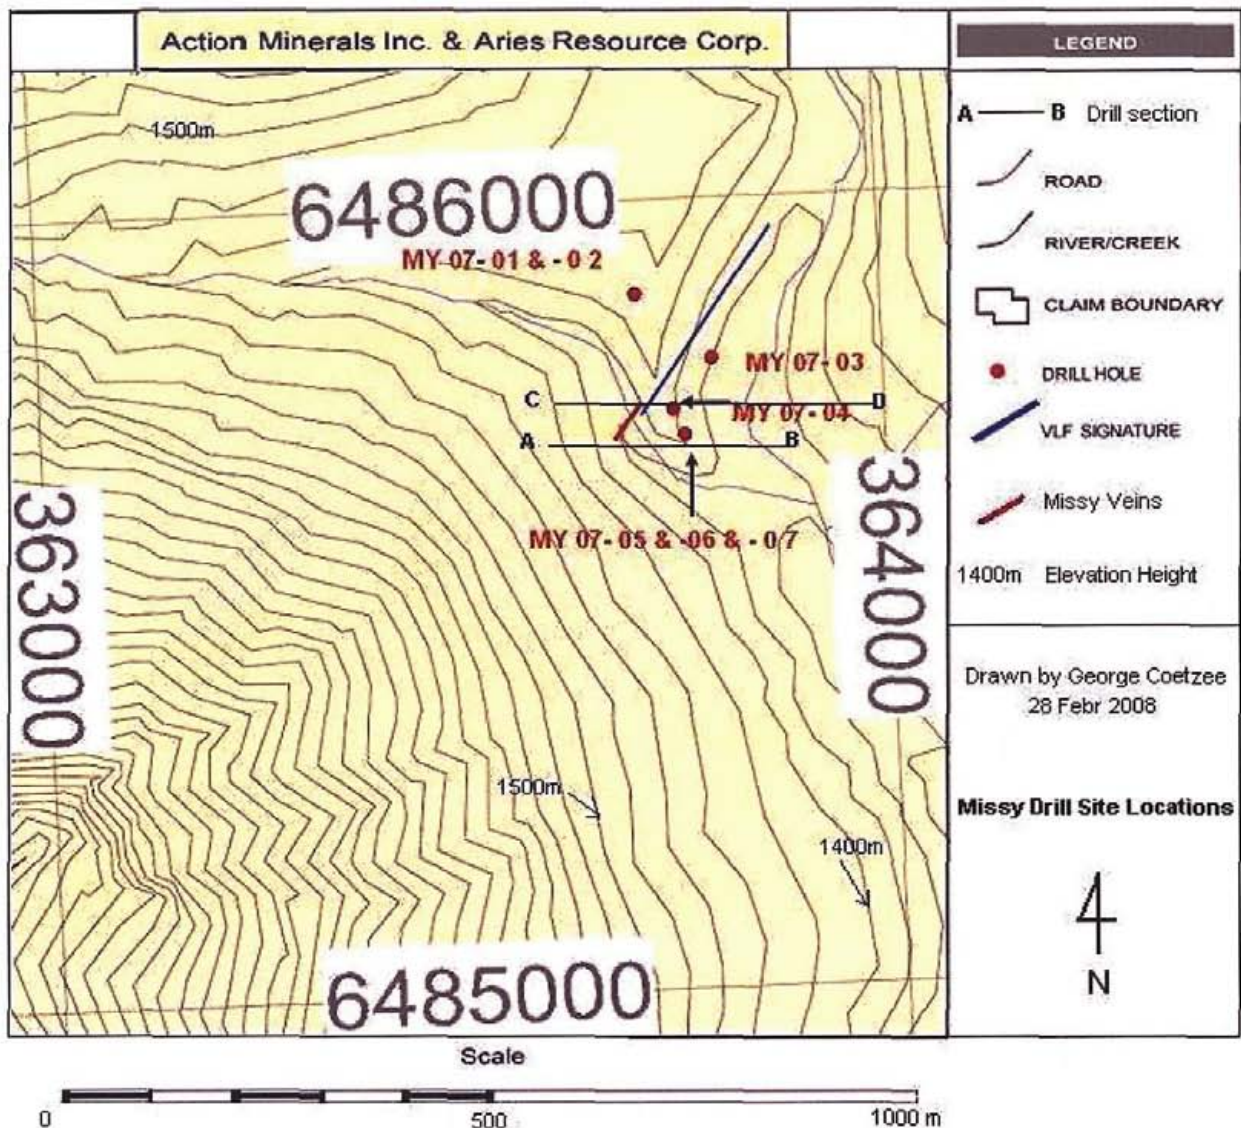 Action Minerals Inc. & Aries Resource Corp.
1500m
6486000
MY 07-01 & -0 2
MY 07-03
C
D
MY 07-04
A
B
MY 07-05 & -06 & -0 7
363000
364000
1500m
1400m
6485000
Scale
0
500
1000 m
LEGEND
A B Drill section
ROAD
RIVER/CREEK
CLAIM BOUNDARY
DRILL HOLE
VLF SIGNATURE
Missy Veins
1400m Elevation Height
Drawn by George Coetzee
28 Febr 2008
Missy Drill Site Locations
N